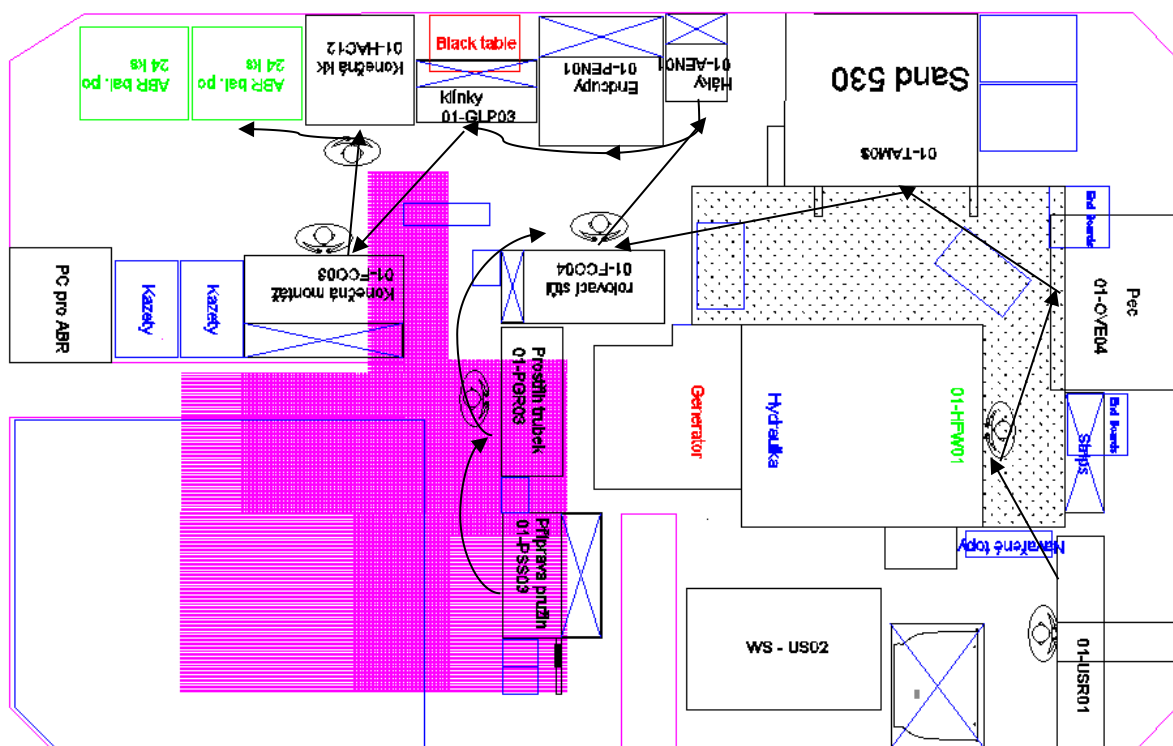 ABR bal. po
24 ks
ABR bal. po
24 ks
Konečná kk
01-HAC12
Black table
klínky
01-GLP03
Endcupy
01-PEN01
Háky
01-AEN01
Sand 530
01-TAM03
End Boards
Pec
01-OVE04
PC pro ABR
Kazety
Kazety
Konečná montáž
01-FCO03
rolovací stůl
01-FCO04
Prostřih trubek
01-PGR03
Generator
Hydraulika
01-HFW01
End Boards
Strips
Příprava pružin
01-PSS03
Navařené topy
WS - US02
01-USR01